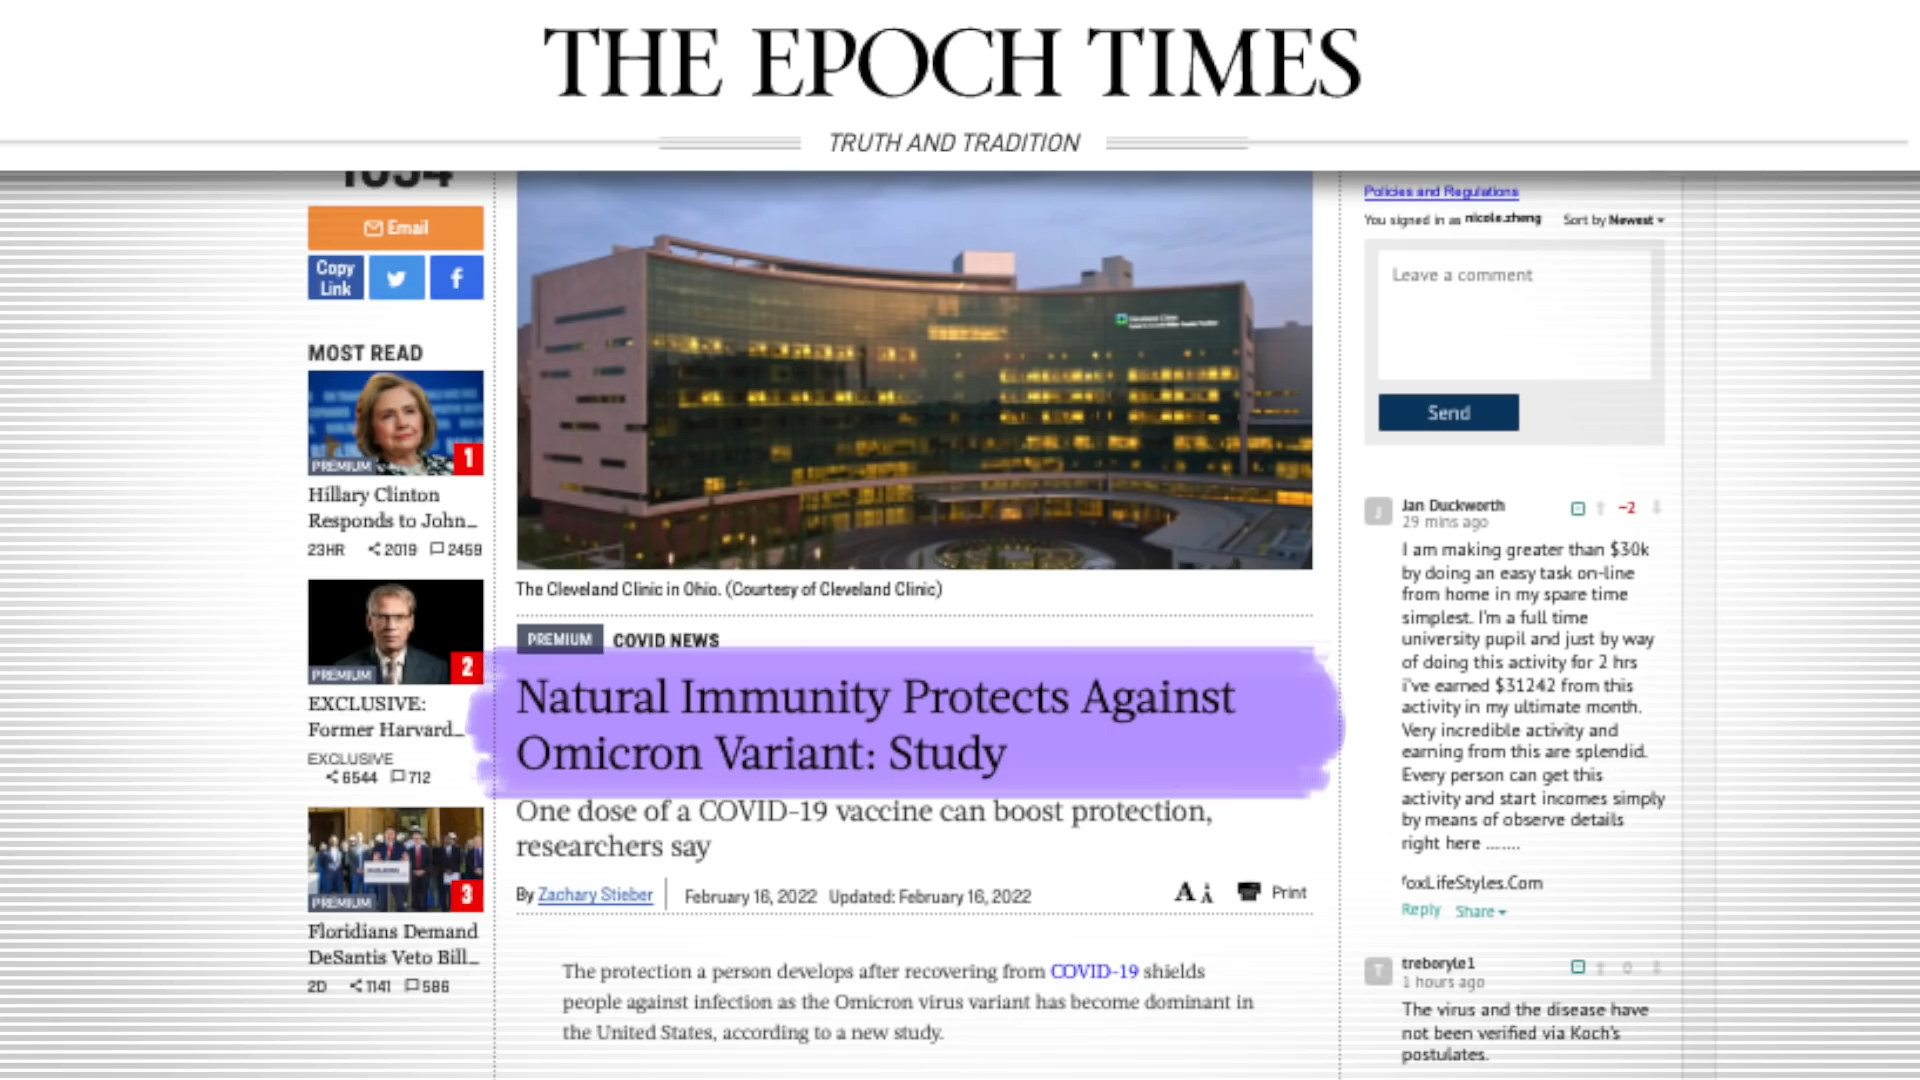 THE EPOCH TIMES
TRUTH AND TRADITION
Email
Copy
Link
MOST READ
PREMIUM
1
Hillary Clinton
Responds to John...
23HR 2019 2459
PREMIUM
2
EXCLUSIVE:
Former Harvard...
EXCLUSIVE
6544 712
PREMIUM
3
Floridians Demand
DeSantis Veto Bill...
2D 1141 586
The Cleveland Clinic in Ohio. (Courtesy of Cleveland Clinic)
PREMIUM COVID NEWS
Natural Immunity Protects Against
Omicron Variant: Study
One dose of a COVID-19 vaccine can boost protection,
researchers say
By Zachary Stieber February 16, 2022 Updated: February 16, 2022
A A Print
The protection a person develops after recovering from COVID-19 shields
people against infection as the Omicron virus variant has become dominant in
the United States, according to a new study.
Policies and Regulations
You signed in as nicole.zheng Sort by Newest
Leave a comment
Send
J
Jan Duckworth
-2
29 mins ago
I am making greater than $30k
by doing an easy task on-line
from home in my spare time
simplest. I'm a full time
university pupil and just by way
of doing this activity for 2 hrs
i've earned $31242 from this
activity in my ultimate month.
Very incredible activity and
earning from this are splendid.
Every person can get this
activity and start incomes simply
by means of observe details
right here .......
foxLifeStyles.Com
Reply Share
T
treboryle1
0
1 hours ago
The virus and the disease have
not been verified via Koch's
postulates.